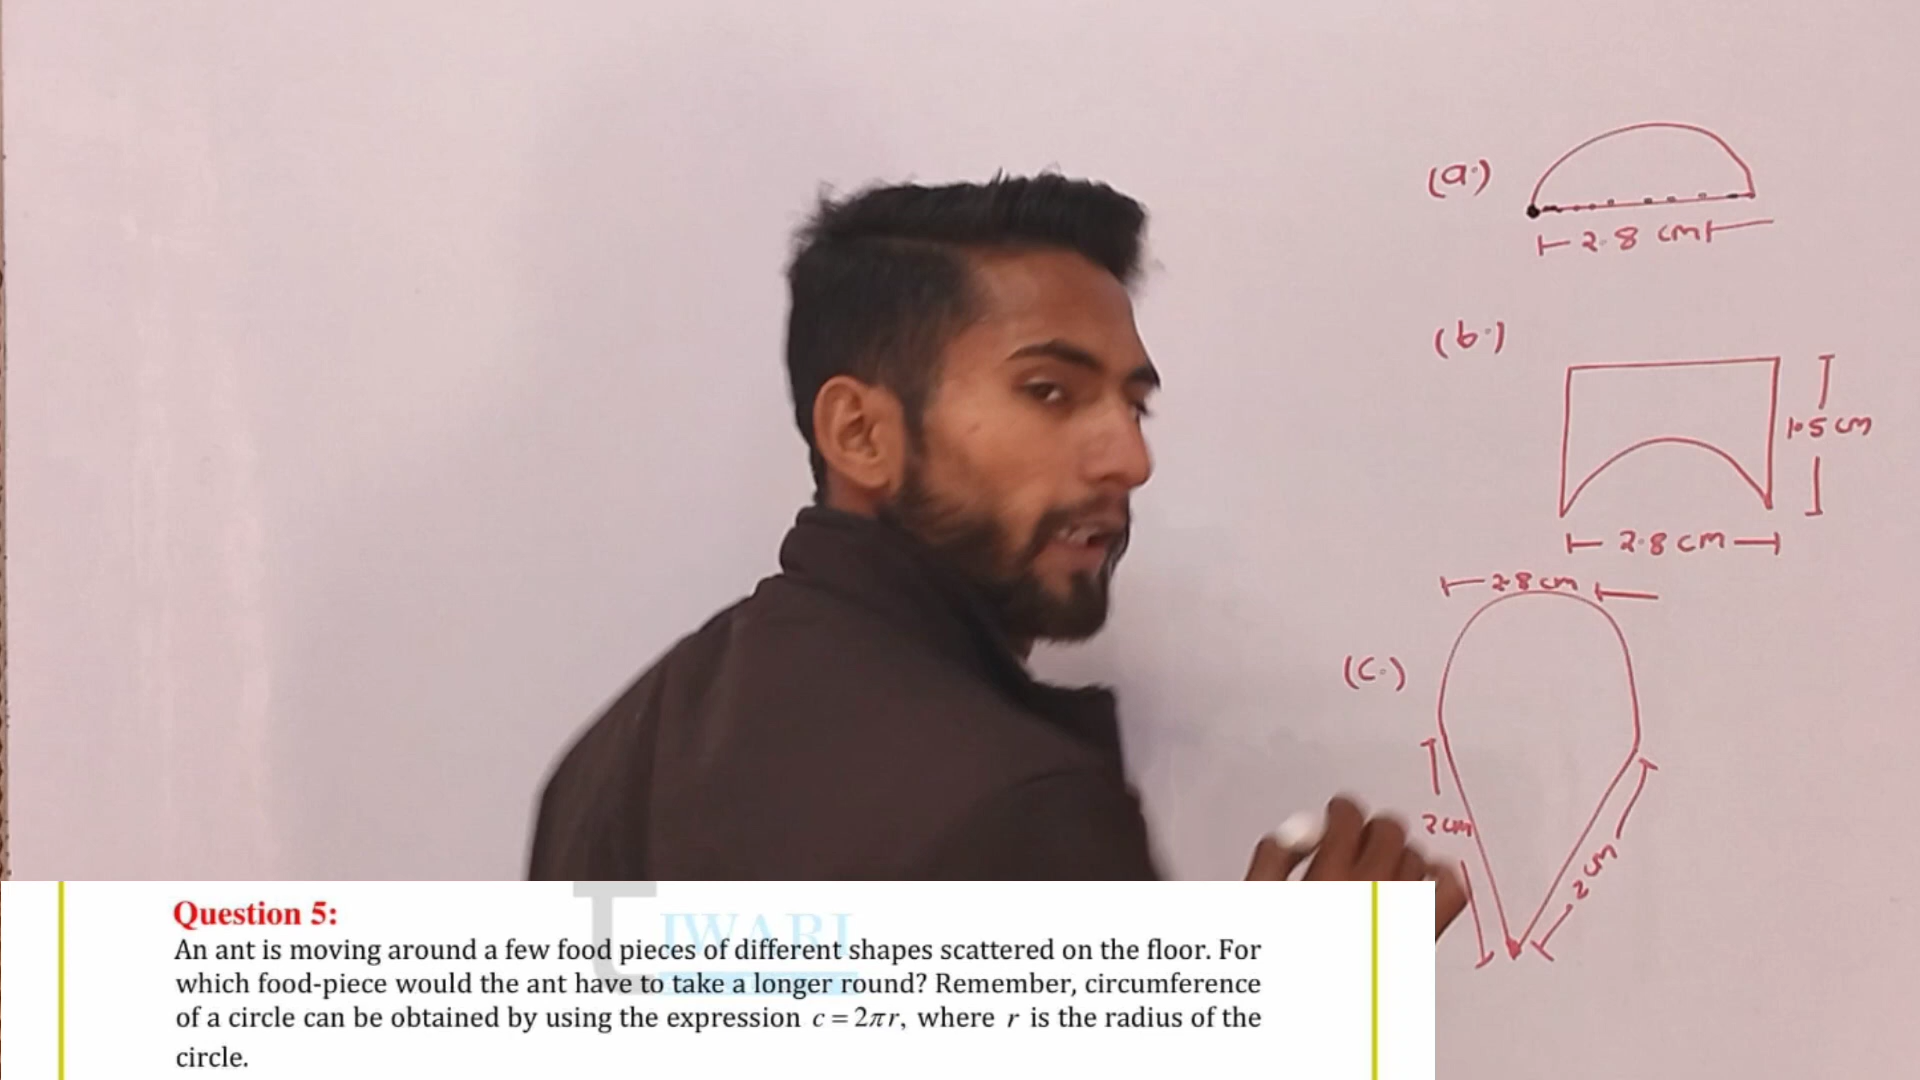 (a.)
2.8 cm
(b.)
1.5 cm
2.8 cm
2.8 cm
(c.)
2 cm
2 cm
IWARI
Question 5:
An ant is moving around a few food pieces of different shapes scattered on the floor. For
which food-piece would the ant have to take a longer round? Remember, circumference
of a circle can be obtained by using the expression c = 2πr, where r is the radius of the
circle.